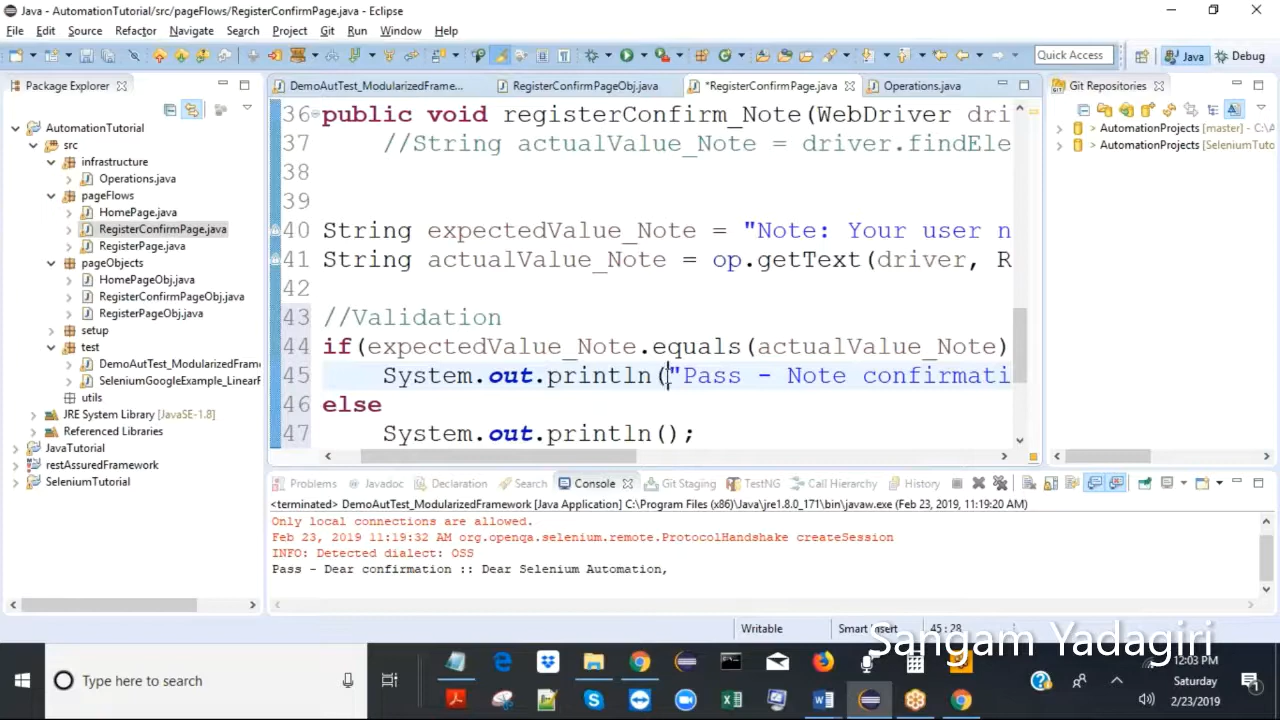 Java - AutomationTutorial/src/pageFlows/RegisterConfirmPage.java - Eclipse
File Edit Source Refactor Navigate Search Project Git Run Window Help
Quick Access Java Debug
Package Explorer
DemoAutTest_ModularizedFrame... RegisterConfirmPageObj.java *RegisterConfirmPage.java Operations.java
Git Repositories
AutomationTutorial
src
infrastructure
Operations.java
pageFlows
HomePage.java
RegisterConfirmPage.java
RegisterPage.java
pageObjects
HomePageObj.java
RegisterConfirmPageObj.java
RegisterPageObj.java
setup
test
DemoAutTest_ModularizedFram
SeleniumGoogleExample_LinearF
utils
JRE System Library [JavaSE-1.8]
Referenced Libraries
JavaTutorial
restAssuredFramework
SeleniumTutorial
36 public void registerConfirm_Note(WebDriver dri
37 //String actualValue_Note = driver.findEle
38
39
40 String expectedValue_Note = "Note: Your user n
41 String actualValue_Note = op.getText(driver, R
42
43 //Validation
44 if(expectedValue_Note.equals(actualValue_Note)
45 System.out.println("Pass - Note confirmati
46 else
47 System.out.println();
> AutomationProjects [master] - C:\A
> AutomationProjects [SeleniumTuto
Problems Javadoc Declaration Search Console Git Staging TestNG Call Hierarchy History
<terminated> DemoAutTest_ModularizedFramework [Java Application] C:\Program Files (x86)\Java\jre1.8.0_171\bin\javaw.exe (Feb 23, 2019, 11:19:20 AM)
Only local connections are allowed.
Feb 23, 2019 11:19:32 AM org.openqa.selenium.remote.ProtocolHandshake createSession
INFO: Detected dialect: OSS
Pass - Dear confirmation :: Dear Selenium Automation,
Writable Smart Insert 45 : 28
Sangam Yadagiri
Type here to search
12:03 PM
Saturday
2/23/2019